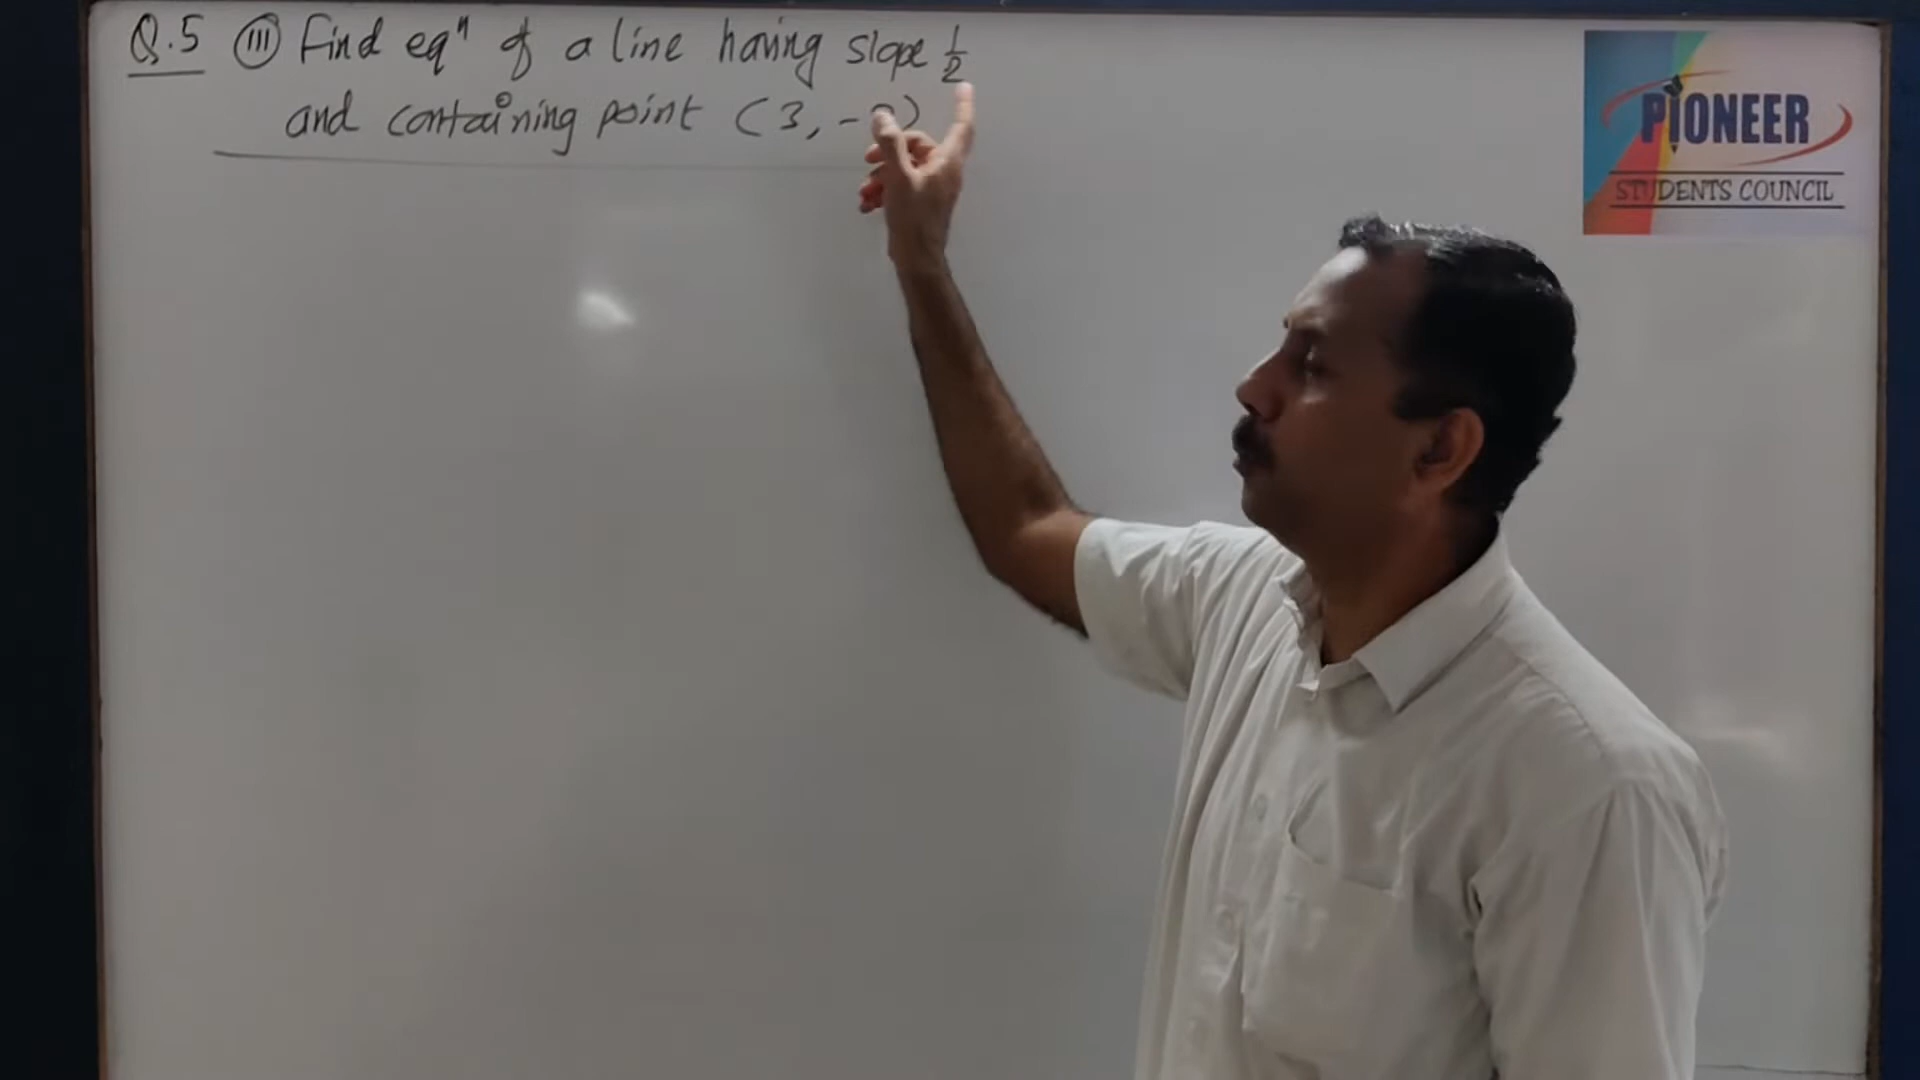 Q.5 (III) Find eqⁿ of a line having slope 1/2
and containing point (3, -
PIONEER
STUDENTS COUNCIL